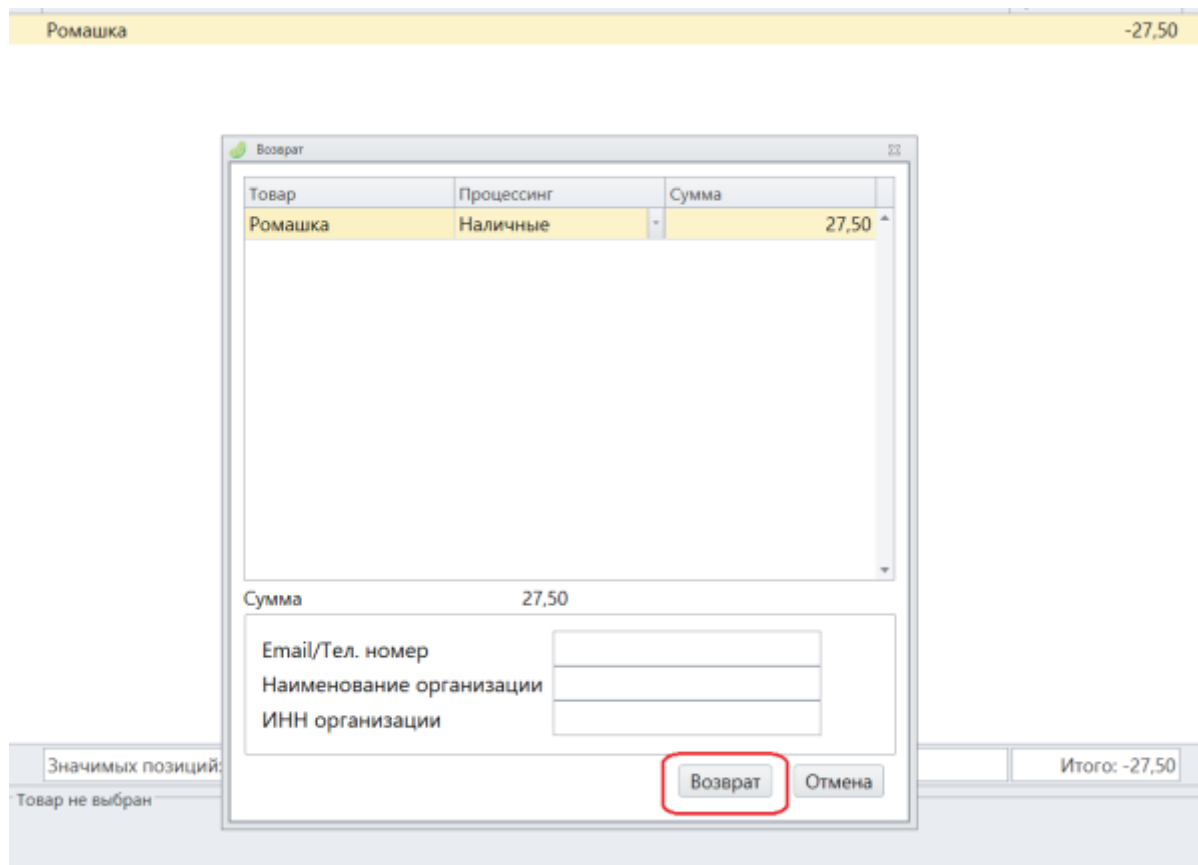 Ромашка -27,50
Возврат
Товар Процессинг Сумма
Ромашка Наличные 27,50
Сумма 27,50
Email/Тел. номер
Наименование организации
ИНН организации
Значимых позиций: Итого: -27,50
Возврат Отмена
Товар не выбран